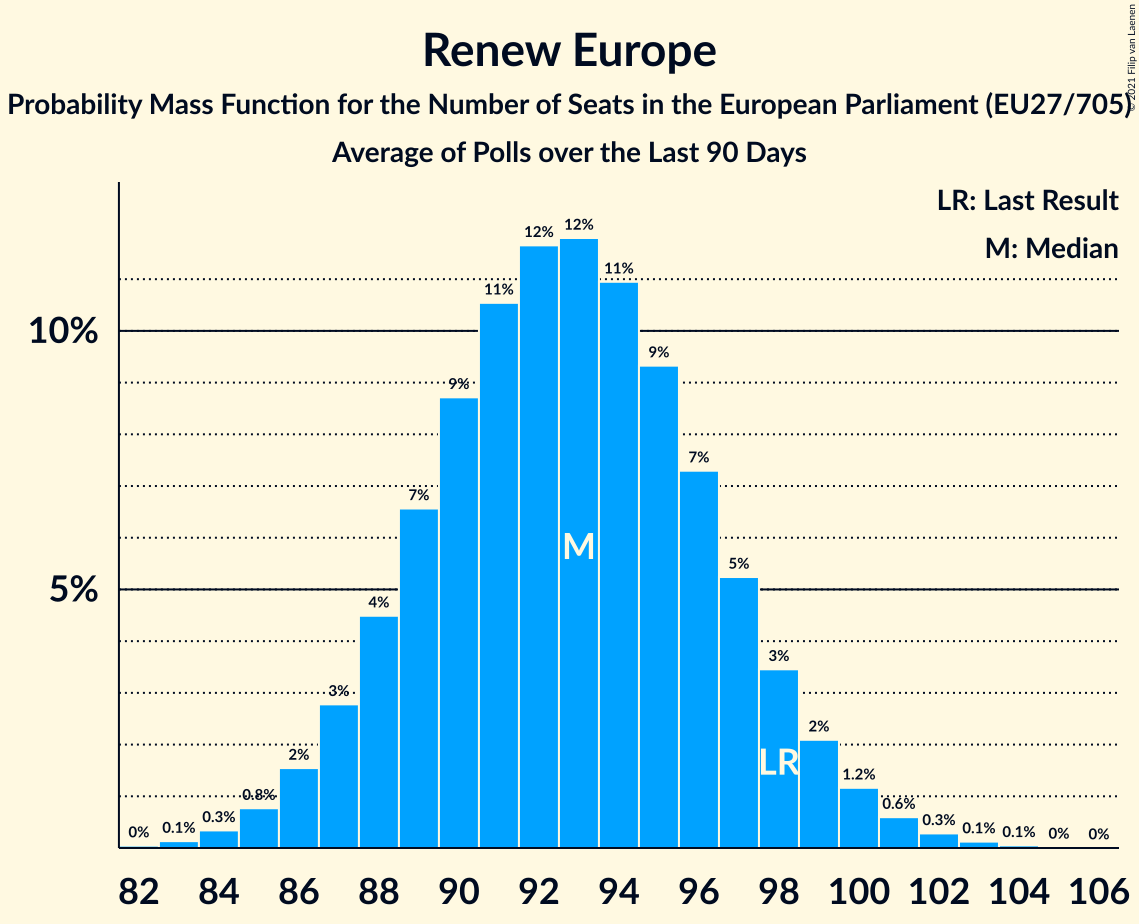 Renew Europe
Probability Mass Function for the Number of Seats in the European Parliament (EU27/705)
Average of Polls over the Last 90 Days
© 2021 Filip van Laenen
LR: Last Result
M: Median
10%
5%
0% 0.1% 0.3% 0.8% 2% 3% 4% 7% 9% 11% 12% 12% 11% 9% 7% 5% 3% 2% 1.2% 0.6% 0.3% 0.1% 0.1% 0% 0%
M
LR
82 84 86 88 90 92 94 96 98 100 102 104 106